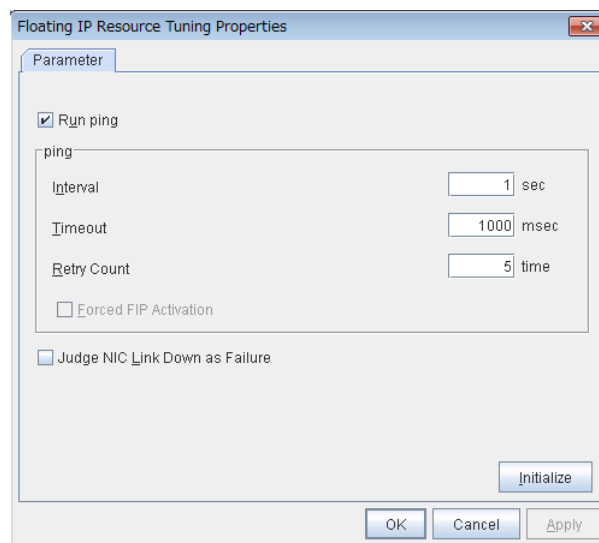 Floating IP Resource Tuning Properties
Parameter
Run ping
ping
Interval 1 sec
Timeout 1000 msec
Retry Count 5 time
Forced FIP Activation
Judge NIC Link Down as Failure
Initialize
OK Cancel Apply